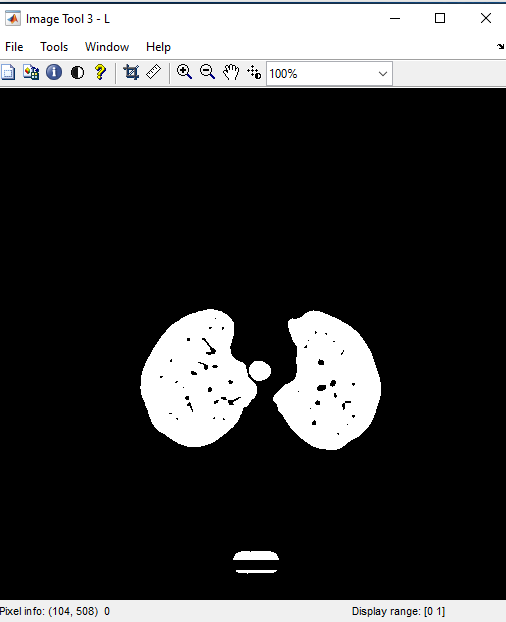 Image Tool 3 - L
File Tools Window Help
100%
Pixel info: (104, 508) 0 Display range: [0 1]